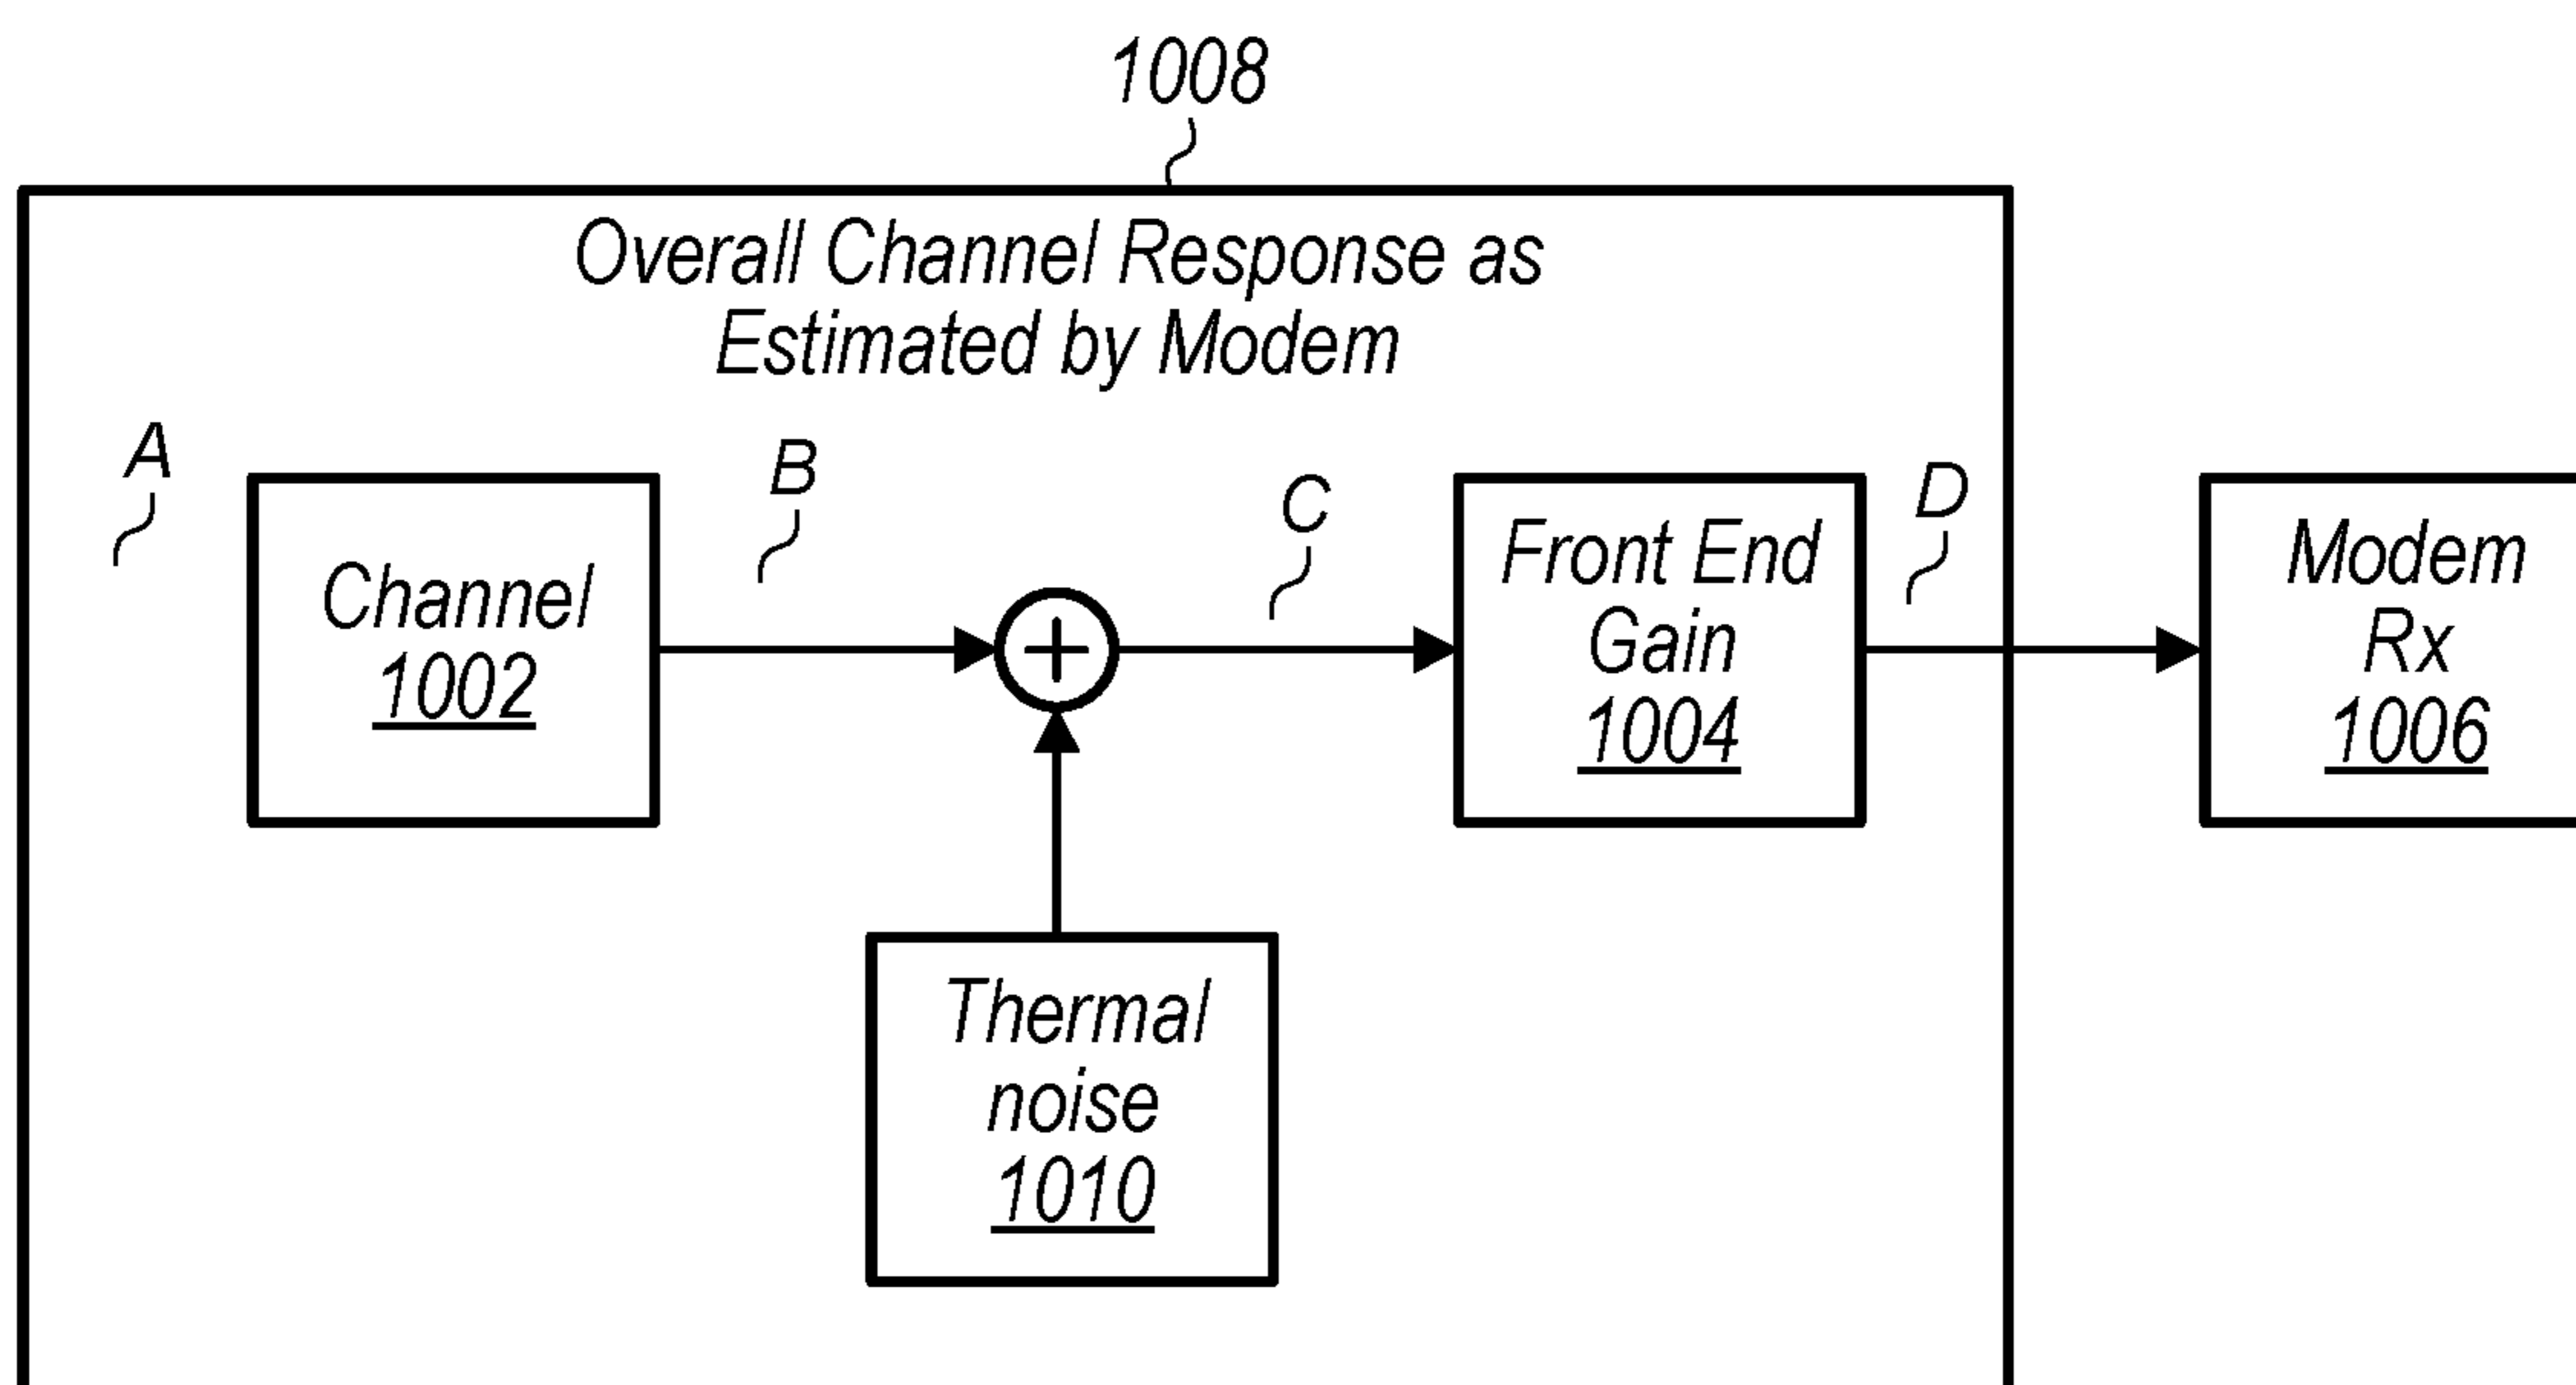 1008
Overall Channel Response as
Estimated by Modem
A
B
C
D
Channel
1002
+
Front End
Gain
1004
Modem
Rx
1006
Thermal
noise
1010